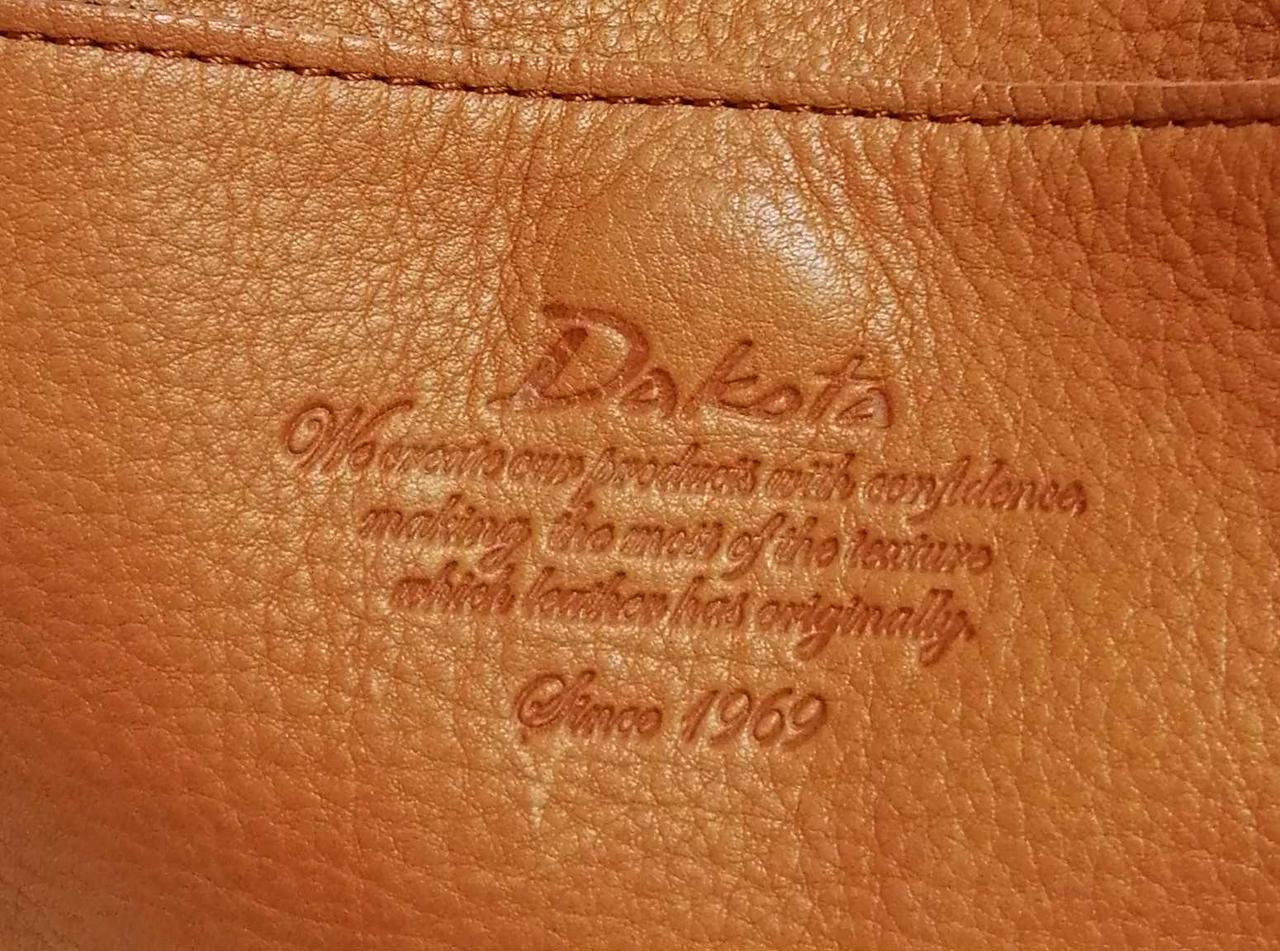 Dakota
We create our products with confidence,
making the most of the texture
which leather has originally.
Since 1969